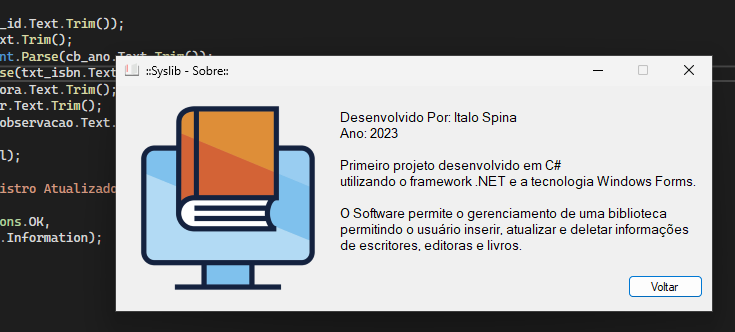 _id.Text.Trim());
ext.Trim();
nt.Parse(cb_ano.Text.Trim());
se(txt_isbn.Text
ora.Text.Trim();
r.Text.Trim();
observacao.Text.
l);
istro Atualizado
ons.OK,
.Information);
::Syslib - Sobre::
Desenvolvido Por: Italo Spina
Ano: 2023
Primeiro projeto desenvolvido em C#
utilizando o framework .NET e a tecnologia Windows Forms.
O Software permite o gerenciamento de uma biblioteca
permitindo o usuário inserir, atualizar e deletar informações
de escritores, editoras e livros.
Voltar